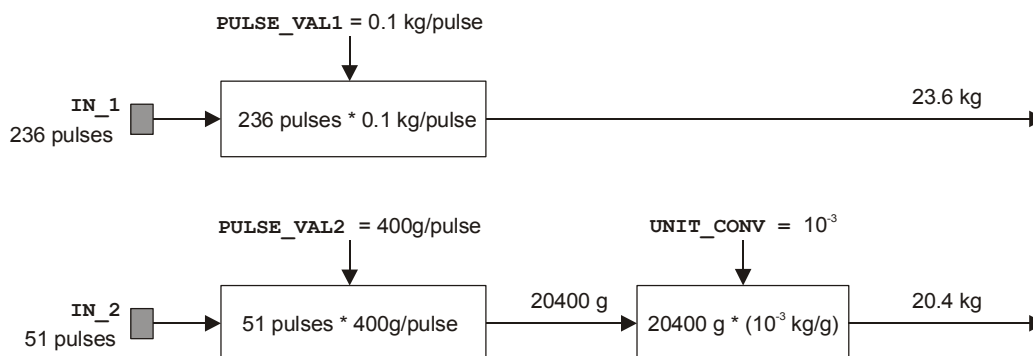 PULSE_VAL1 = 0.1 kg/pulse
IN_1
236 pulses
236 pulses * 0.1 kg/pulse
23.6 kg
PULSE_VAL2 = 400g/pulse
UNIT_CONV = 10⁻³
IN_2
51 pulses
51 pulses * 400g/pulse
20400 g
20400 g * (10⁻³ kg/g)
20.4 kg